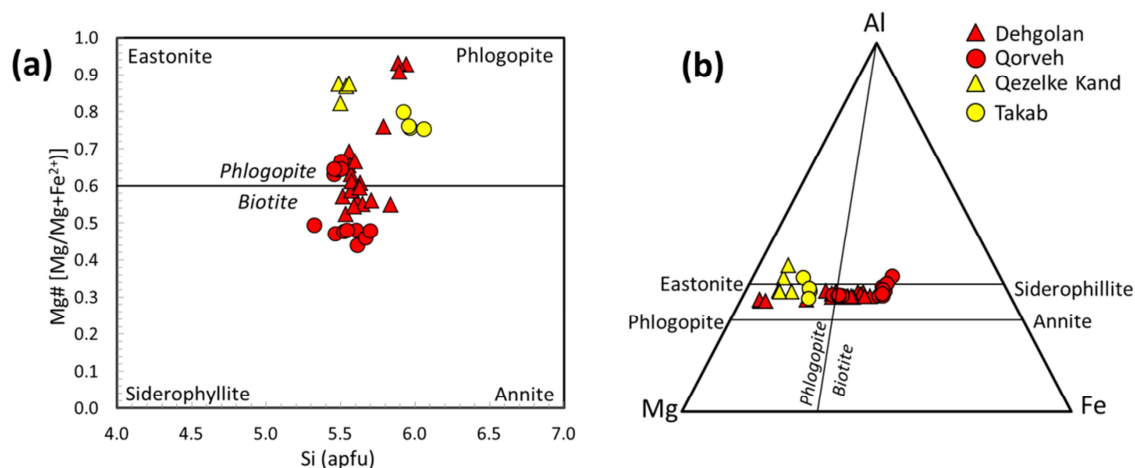 (a)
Mg# [Mg/Mg+Fe²⁺)]
1.0
0.9
0.8
0.7
0.6
0.5
0.4
0.3
0.2
0.1
0.0
Eastonite
Phlogopite
Phlogopite
Biotite
Siderophyllite
Annite
4.0
4.5
5.0
5.5
6.0
6.5
7.0
Si (apfu)
(b)
Al
Dehgolan
Qorveh
Qezelke Kand
Takab
Eastonite
Siderophillite
Phlogopite
Annite
Phlogopite
Biotite
Mg
Fe